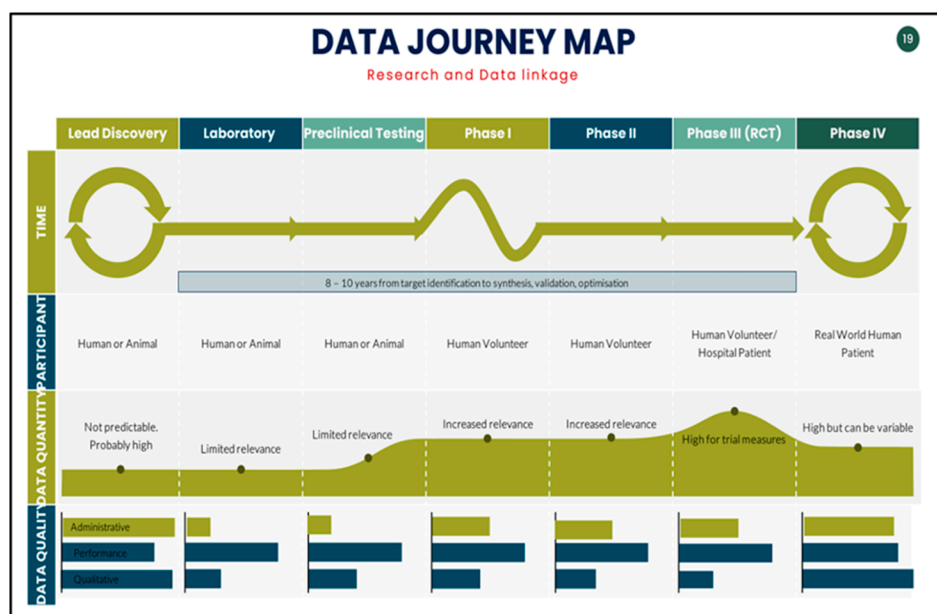 DATA JOURNEY MAP
19
Research and Data linkage
Lead Discovery
Laboratory
Preclinical Testing
Phase I
Phase II
Phase III (RCT)
Phase IV
TIME
8 – 10 years from target identification to synthesis, validation, optimisation
PARTICIPANT
Human or Animal
Human or Animal
Human or Animal
Human Volunteer
Human Volunteer
Human Volunteer/
Hospital Patient
Real World Human
Patient
DATA QUANTITY
Not predictable.
Probably high
Limited relevance
Limited relevance
Increased relevance
Increased relevance
High for trial measures
High but can be variable
DATA QUALITY
Administrative
Performance
Qualitative